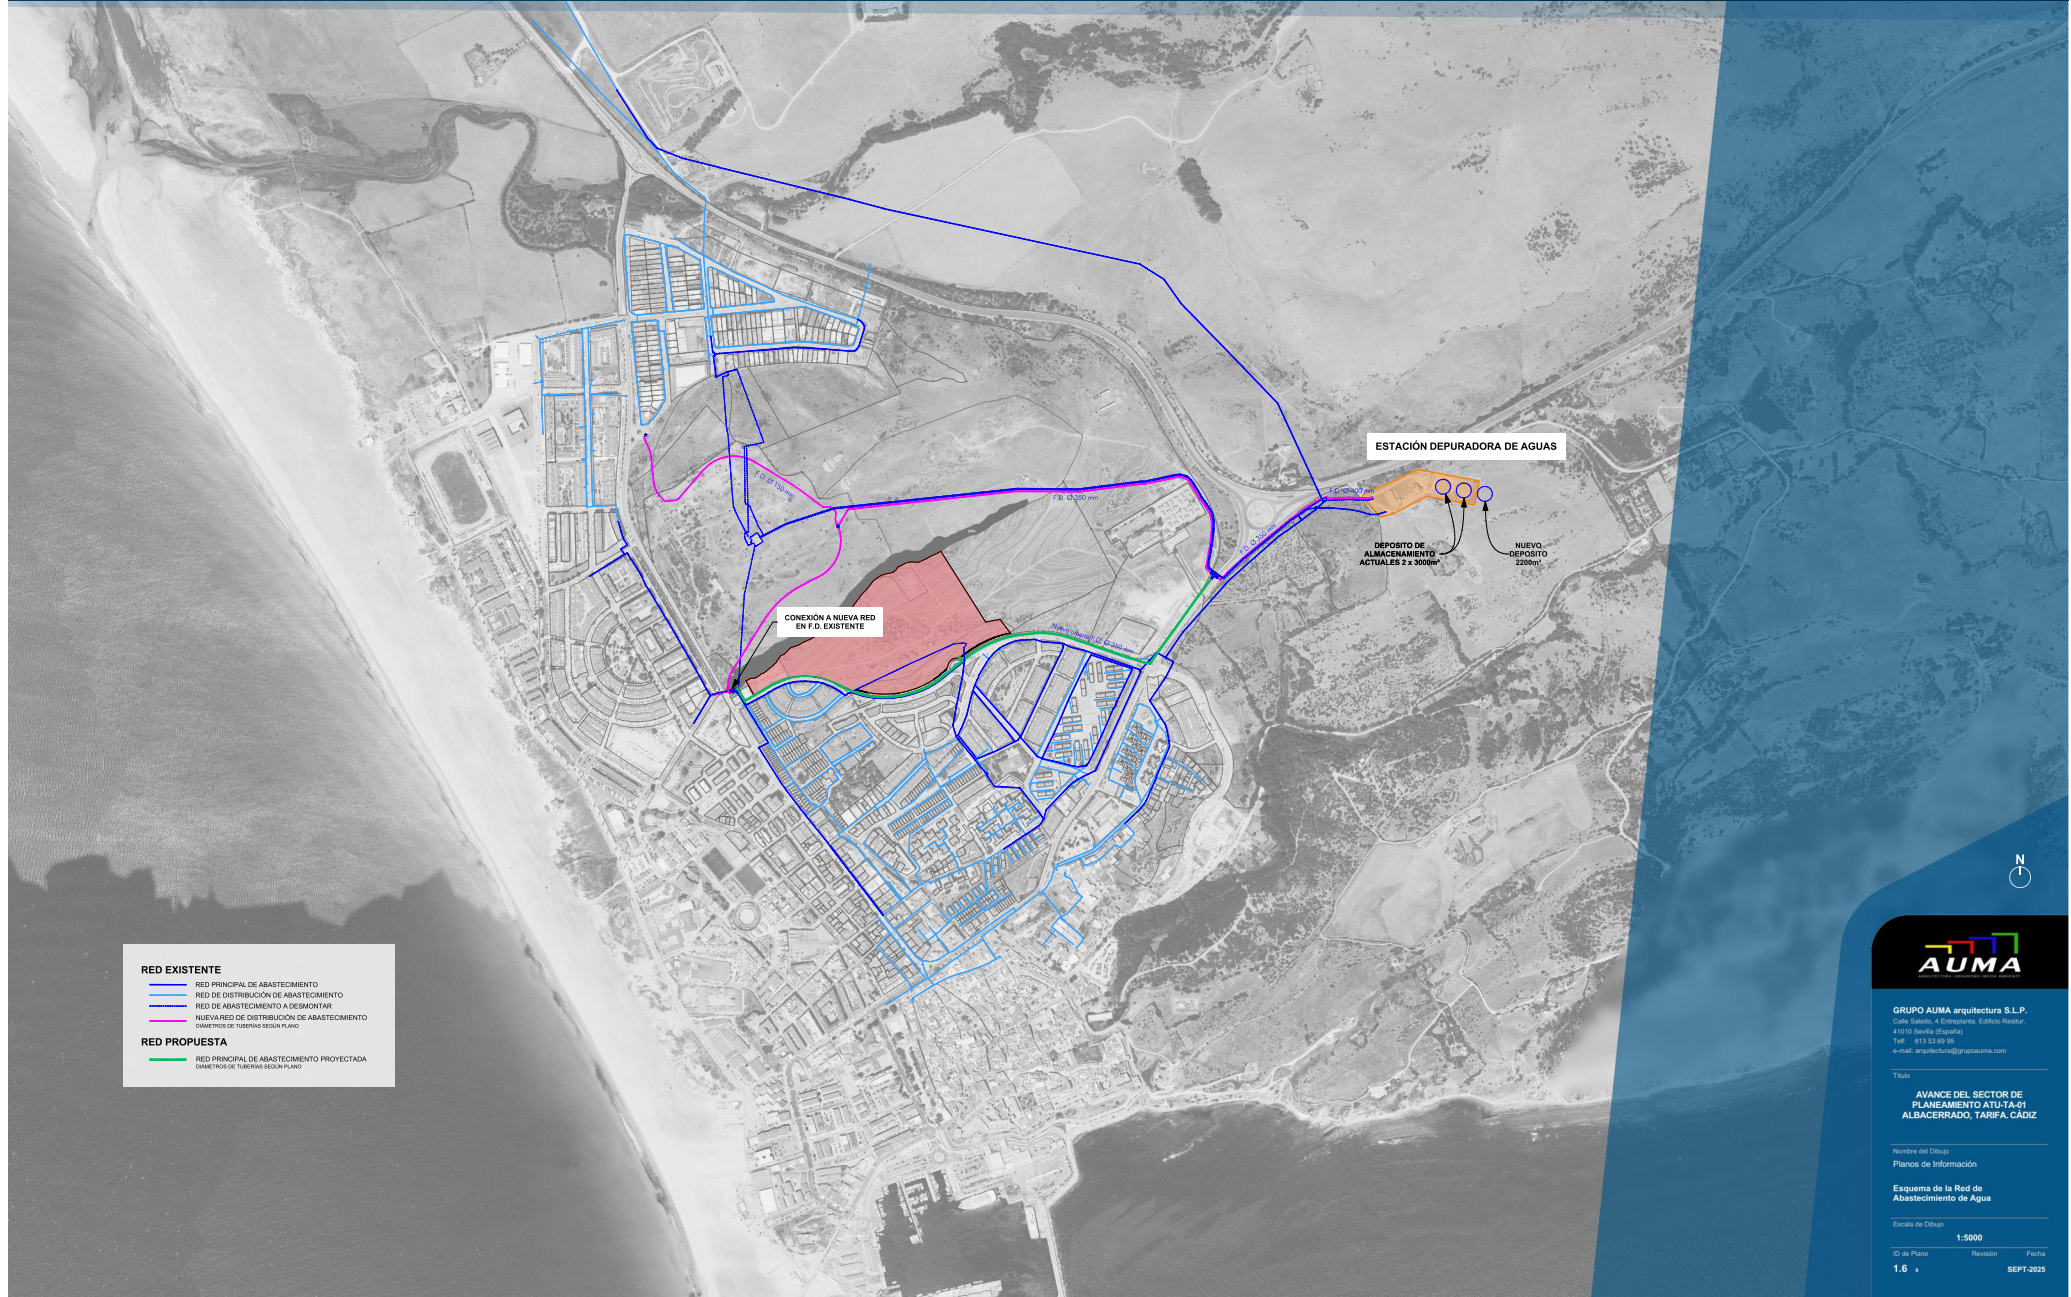 F.D. Ø 150 mm
F.D. Ø 350 mm
F.D. Ø 400 mm
F.D. Ø 350 mm
ESTACIÓN DEPURADORA DE AGUAS
DEPOSITO DE
ALMACENAMIENTO
ACTUALES 2 x 3000m³
NUEVO
DEPOSITO
2200m³
CONEXIÓN A NUEVA RED
EN F.D. EXISTENTE
RED EXISTENTE
RED PRINCIPAL DE ABASTECIMIENTO
RED DE DISTRIBUCIÓN DE ABASTECIMIENTO
RED DE ABASTECIMIENTO A DESMONTAR
NUEVA RED DE DISTRIBUCIÓN DE ABASTECIMIENTO
DIÁMETROS DE TUBERÍAS SEGÚN PLANO
RED PROPUESTA
RED PRINCIPAL DE ABASTECIMIENTO PROYECTADA
DIÁMETROS DE TUBERÍAS SEGÚN PLANO
N
AUMA
GRUPO AUMA arquitectura S.L.P.
Calle Salado, 4 Entreplanta. Edificio Resitur.
41010 Sevilla (España)
Telf: 613 53 69 95
e-mail: arquitectura@grupoauma.com
Título
AVANCE DEL SECTOR DE
PLANEAMIENTO ATU-TA-01
ALBACERRADO, TARIFA. CÁDIZ
Nombre del Dibujo
Planos de Información
Esquema de la Red de
Abastecimiento de Agua
Escala de Dibujo
1:5000
ID de Plano Revisión Fecha
1.6 SEPT-2025